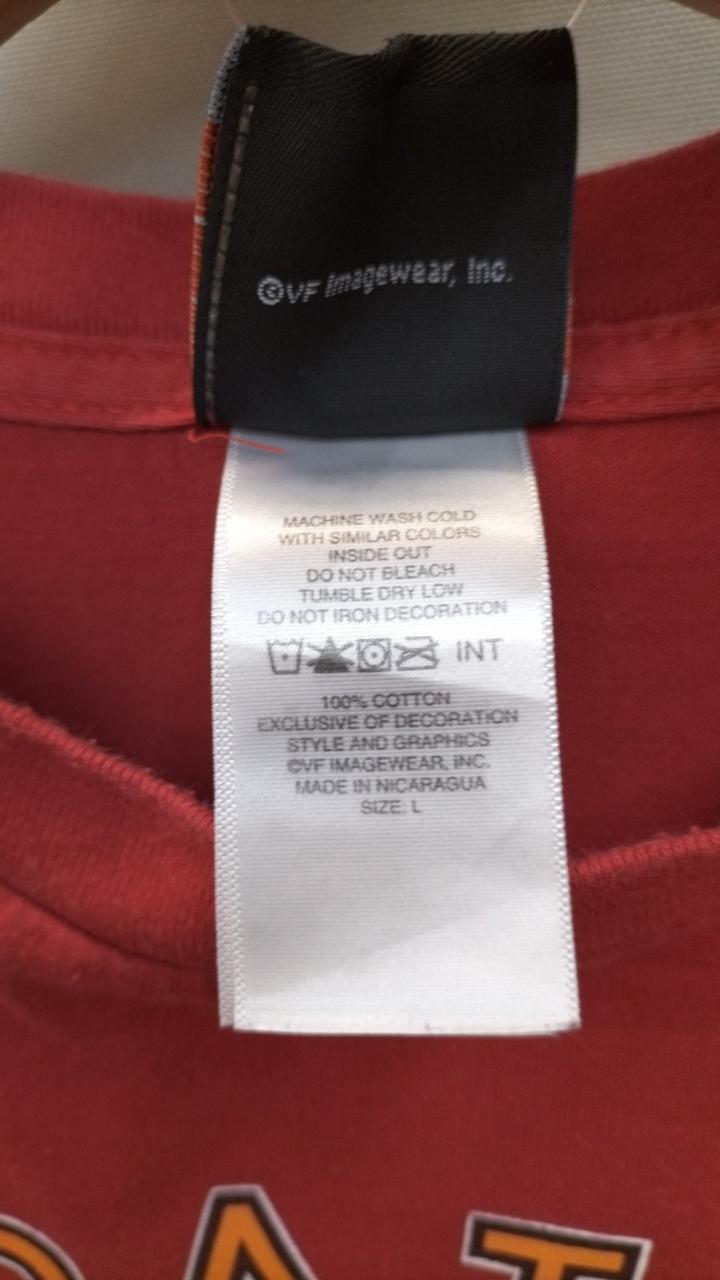 ©VF Imagewear, Inc.
MACHINE WASH COLD
WITH SIMILAR COLORS
INSIDE OUT
DO NOT BLEACH
TUMBLE DRY LOW
DO NOT IRON DECORATION
INT
100% COTTON
EXCLUSIVE OF DECORATION
STYLE AND GRAPHICS
©VF IMAGEWEAR, INC.
MADE IN NICARAGUA
SIZE: L